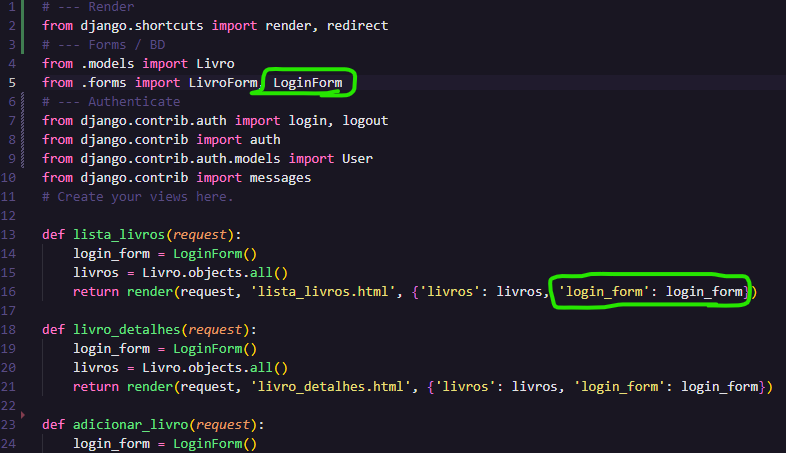 1 # --- Render
2 from django.shortcuts import render, redirect
3 # --- Forms / BD
4 from .models import Livro
5 from .forms import LivroForm, LoginForm
6 # --- Authenticate
7 from django.contrib.auth import login, logout
8 from django.contrib import auth
9 from django.contrib.auth.models import User
10 from django.contrib import messages
11 # Create your views here.
12
13 def lista_livros(request):
14 login_form = LoginForm()
15 livros = Livro.objects.all()
16 return render(request, 'lista_livros.html', {'livros': livros, 'login_form': login_form})
17
18 def livro_detalhes(request):
19 login_form = LoginForm()
20 livros = Livro.objects.all()
21 return render(request, 'livro_detalhes.html', {'livros': livros, 'login_form': login_form})
22
23 def adicionar_livro(request):
24 login_form = LoginForm()